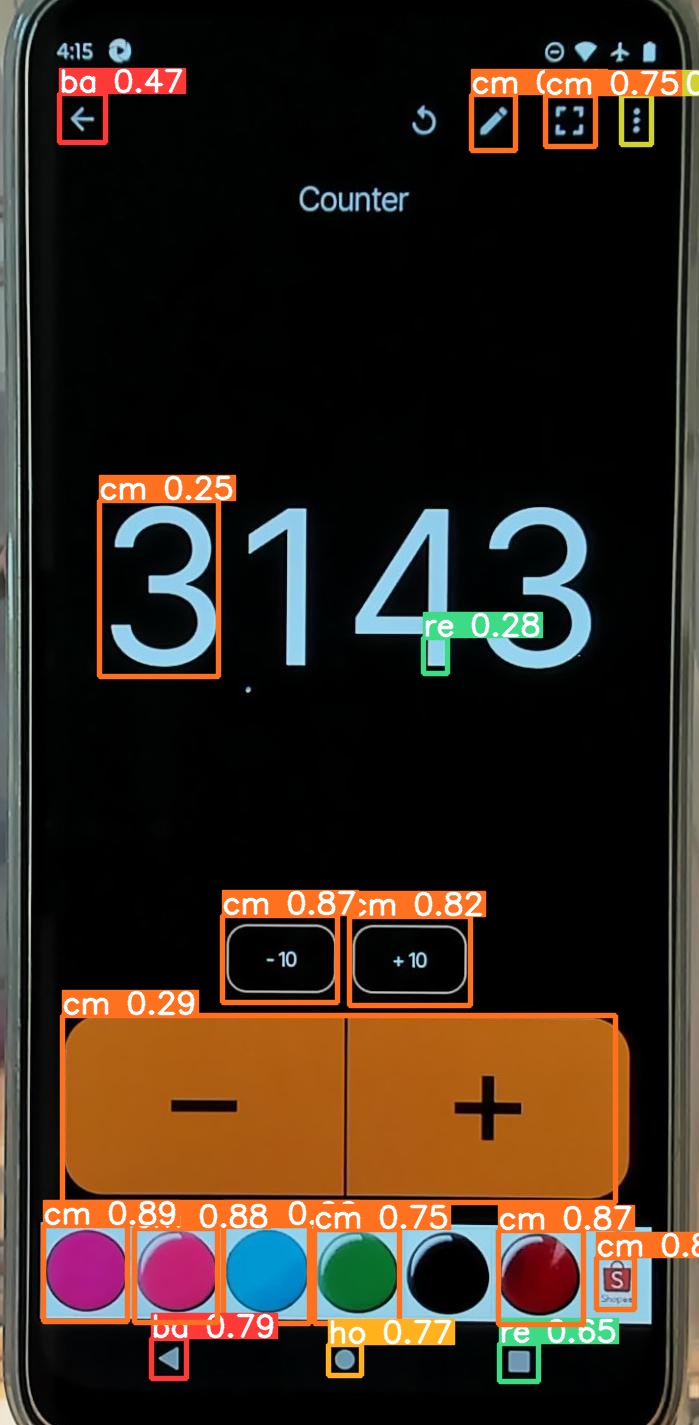 4:15
ba 0.47
cm
cm 0.75
Counter
cm 0.25
3143
re 0.28
cm 0.87
cm 0.82
-10
+10
cm 0.29
− +
cm 0.89
0.88
cm 0.75
cm 0.87
cm
S
Shopee
ba 0.79
ho 0.77
re 0.65